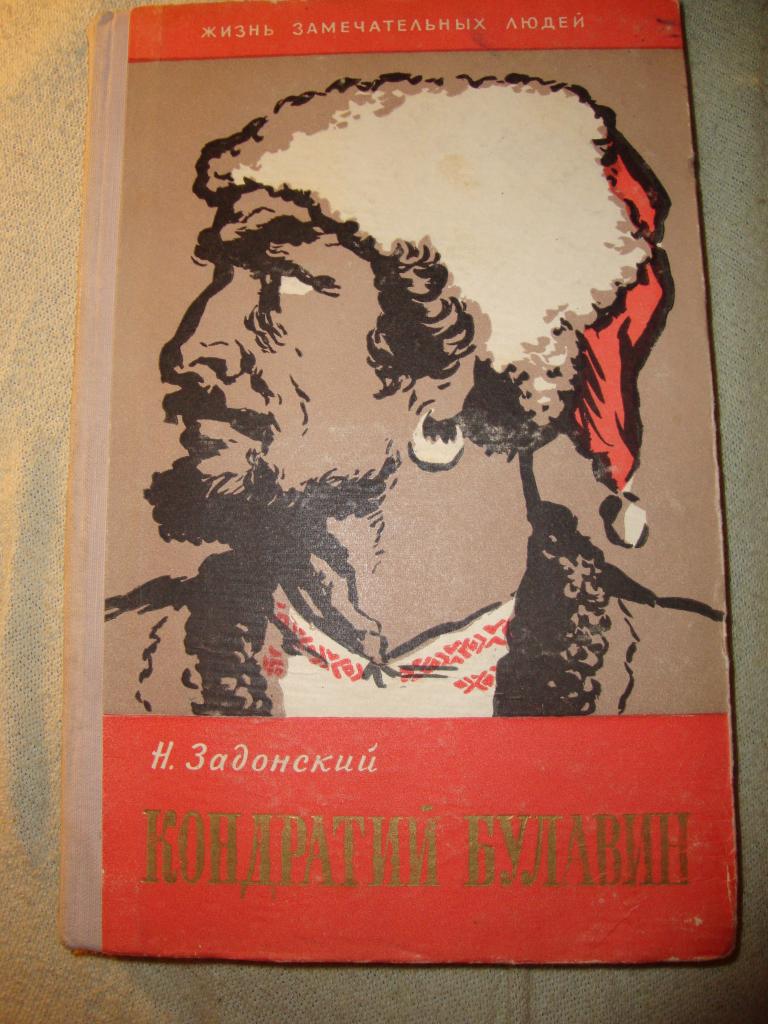 ЖИЗНЬ ЗАМЕЧАТЕЛЬНЫХ ЛЮДЕЙ
Н. Задонский
КОНДРАТИЙ БУЛАВИН